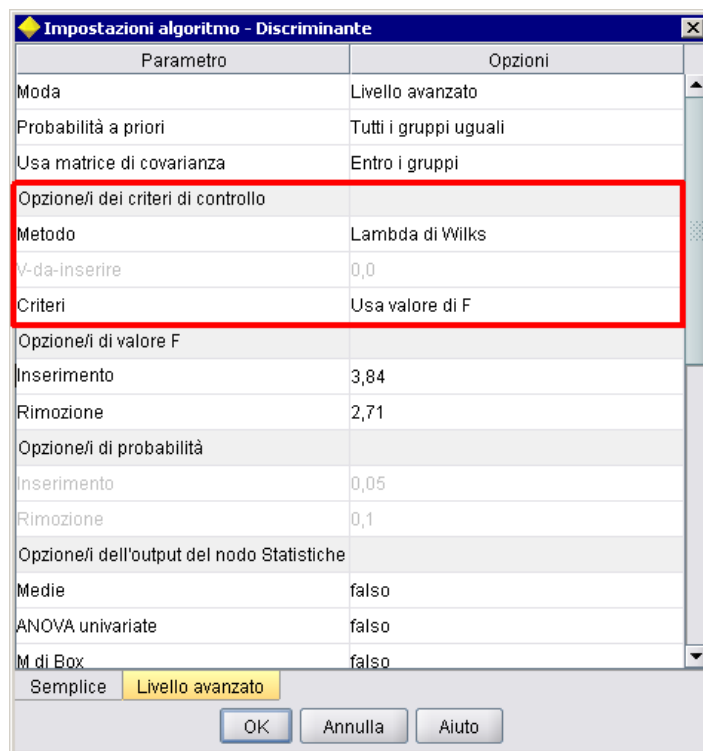 Impostazioni algoritmo - Discriminante
Parametro Opzioni
Moda Livello avanzato
Probabilità a priori Tutti i gruppi uguali
Usa matrice di covarianza Entro i gruppi
Opzione/i dei criteri di controllo
Metodo Lambda di Wilks
V-da-inserire 0,0
Criteri Usa valore di F
Opzione/i di valore F
Inserimento 3,84
Rimozione 2,71
Opzione/i di probabilità
Inserimento 0,05
Rimozione 0,1
Opzione/i dell'output del nodo Statistiche
Medie falso
ANOVA univariate falso
M di Box falso
Semplice Livello avanzato
OK Annulla Aiuto